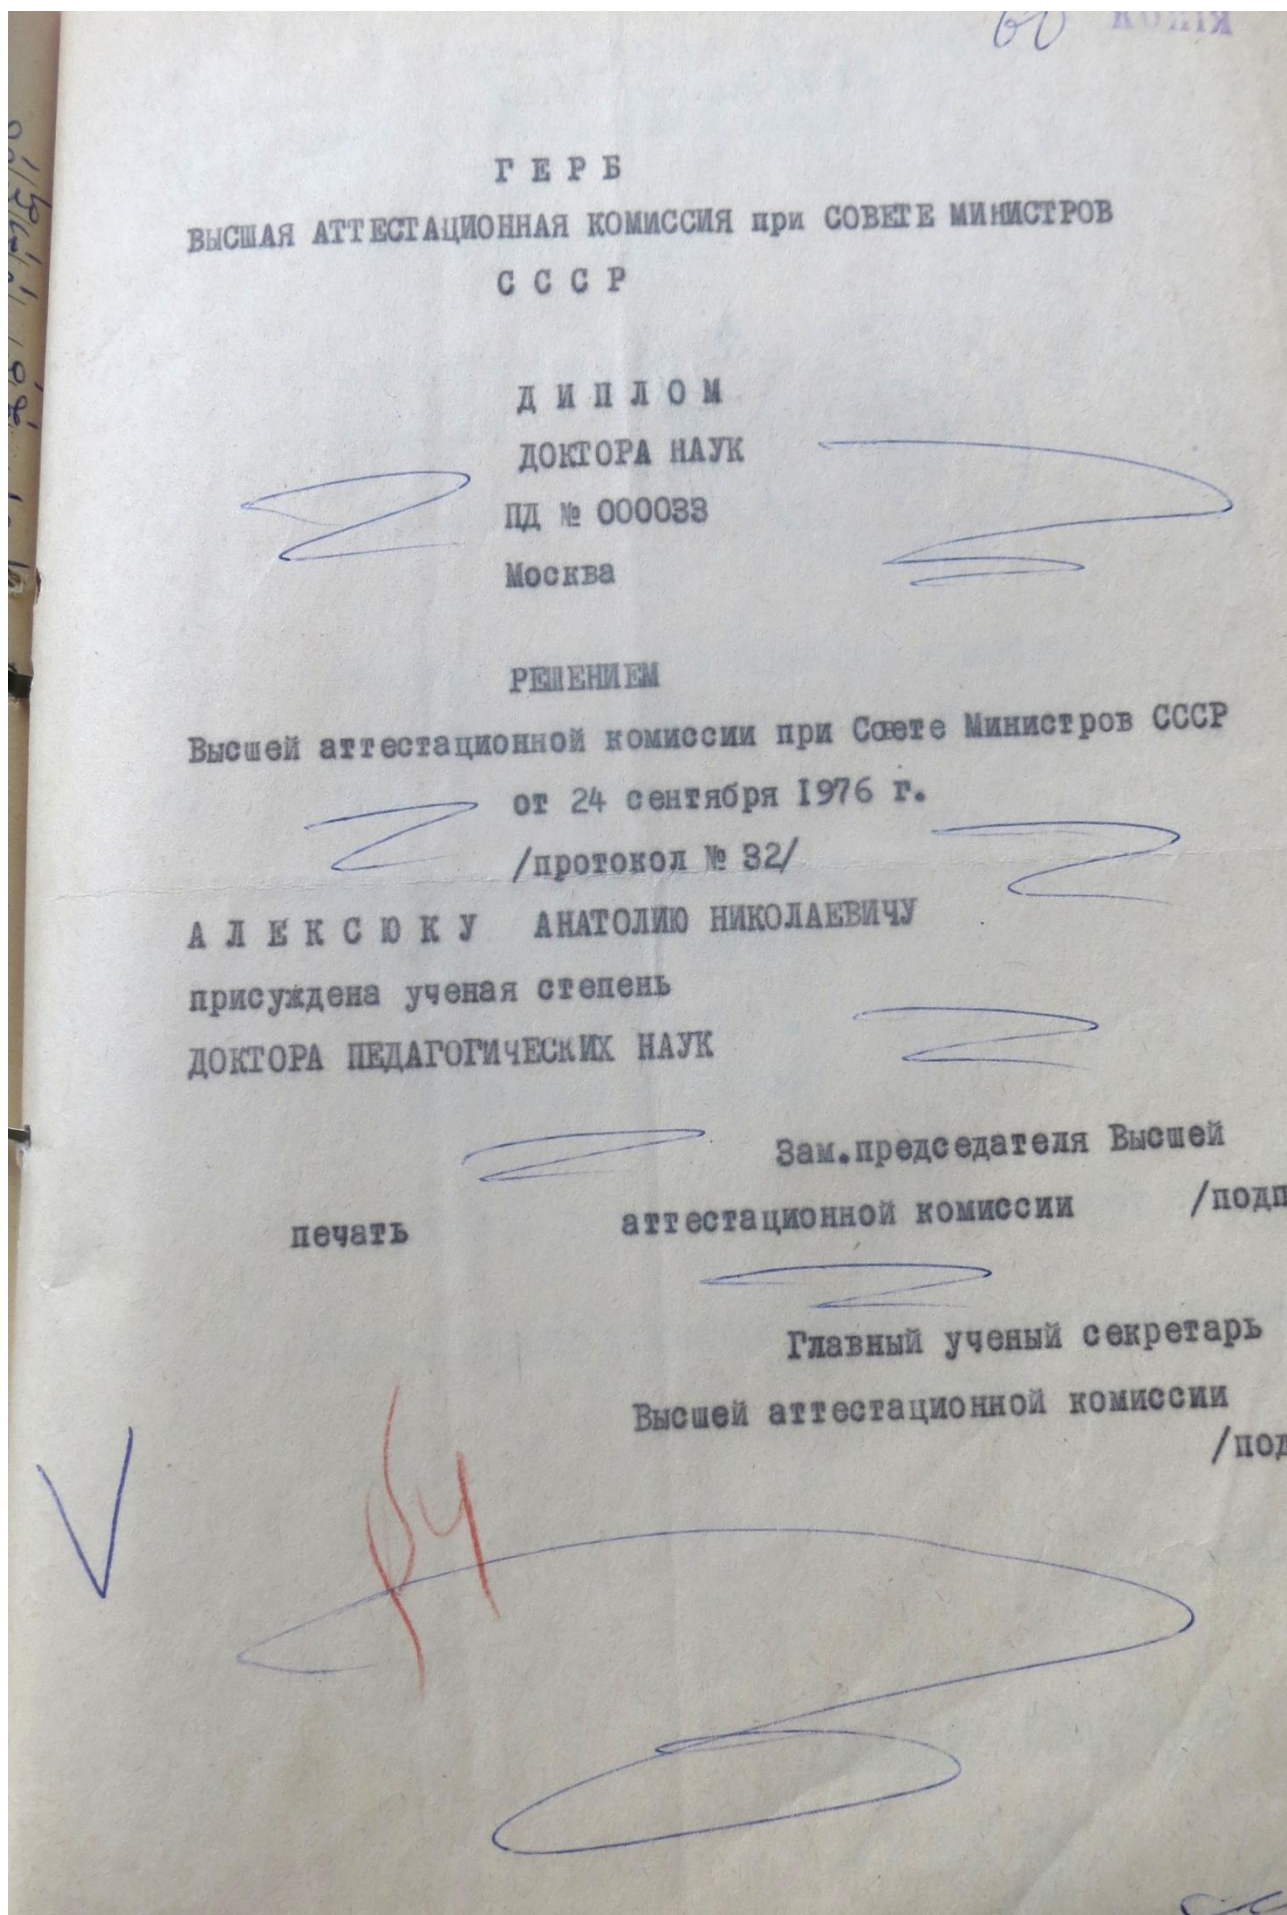 60 Копія
ГЕРБ
ВЫСШАЯ АТТЕСТАЦИОННАЯ КОМИССИЯ при СОВЕТЕ МИНИСТРОВ
СССР
ДИПЛОМ
ДОКТОРА НАУК
ПД № 000033
Москва
РЕШЕНИЕМ
Высшей аттестационной комиссии при Совете Министров СССР
от 24 сентября 1976 г.
/протокол № 32/
АЛЕКСЮКУ АНАТОЛИЮ НИКОЛАЕВИЧУ
присуждена ученая степень
ДОКТОРА ПЕДАГОГИЧЕСКИХ НАУК
Зам.председателя Высшей
печать аттестационной комиссии /подп
Главный ученый секретарь
Высшей аттестационной комиссии
/под